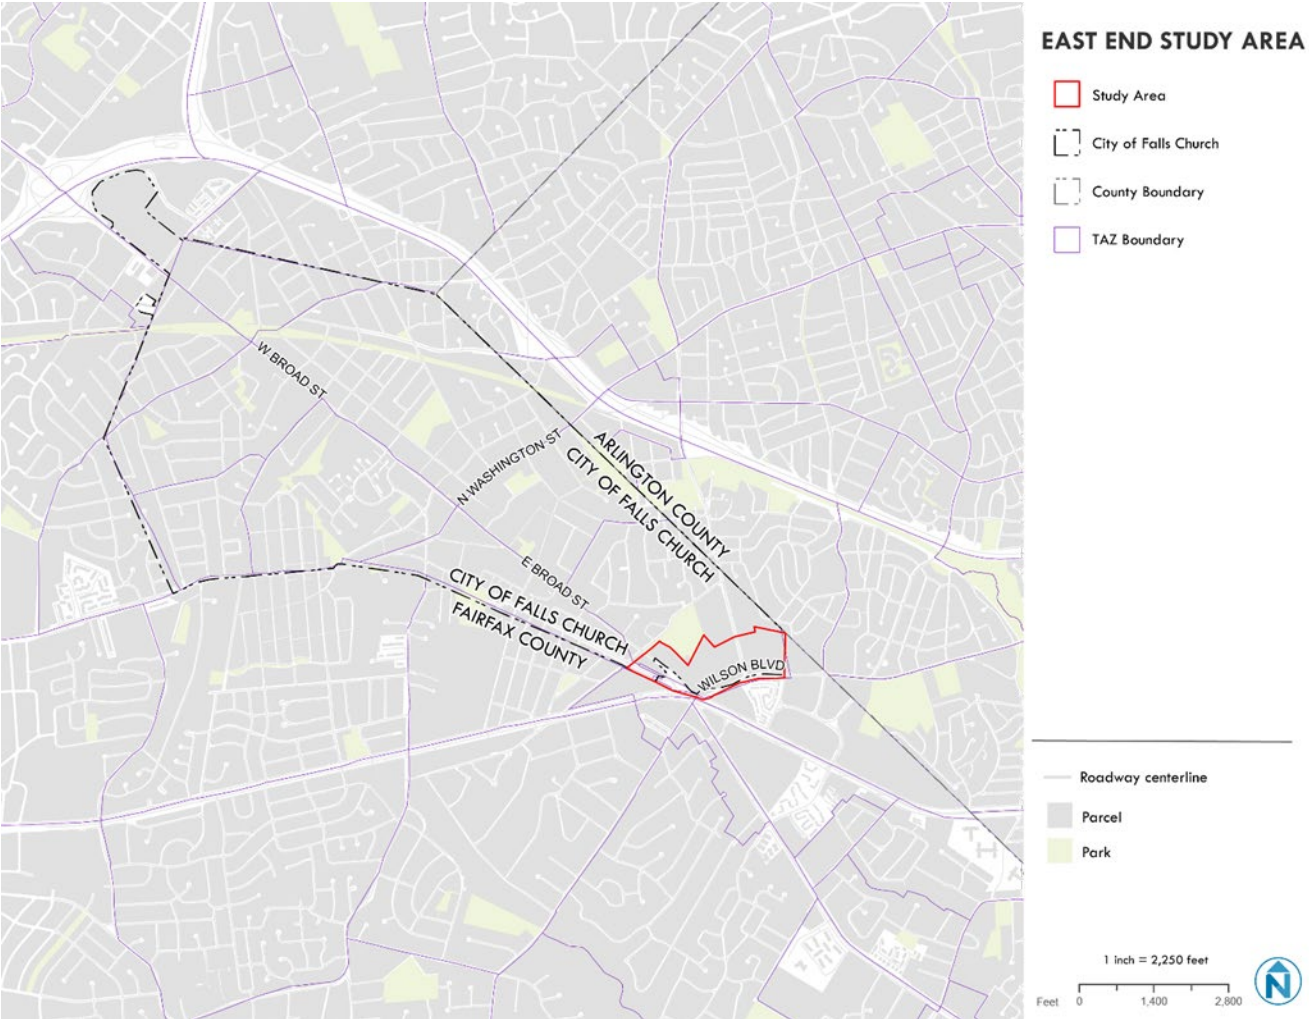 EAST END STUDY AREA
Study Area
City of Falls Church
County Boundary
TAZ Boundary
W BROAD ST
N WASHINGTON ST
ARLINGTON COUNTY
CITY OF FALLS CHURCH
E BROAD ST
CITY OF FALLS CHURCH
FAIRFAX COUNTY
WILSON BLVD
Roadway centerline
Parcel
Park
1 inch = 2,250 feet
Feet 0 1,400 2,800
N